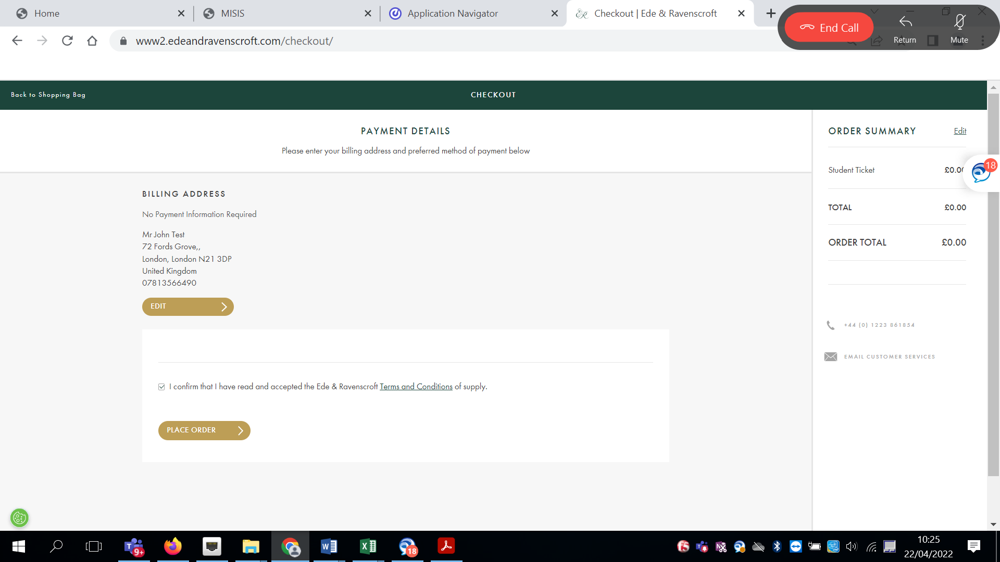 Home
MISIS
Application Navigator
Checkout | Ede & Ravenscroft
End Call
Return
Mute
www2.edeandravenscroft.com/checkout/
Back to Shopping Bag
CHECKOUT
PAYMENT DETAILS
Please enter your billing address and preferred method of payment below
ORDER SUMMARY
Edit
Student Ticket
£0.00
18
TOTAL
£0.00
ORDER TOTAL
£0.00
+44 (0) 1223 861854
EMAIL CUSTOMER SERVICES
BILLING ADDRESS
No Payment Information Required
Mr John Test
72 Fords Grove,,
London, London N21 3DP
United Kingdom
07813566490
EDIT
I confirm that I have read and accepted the Ede & Ravenscroft Terms and Conditions of supply.
PLACE ORDER
9+
18
10:25
22/04/2022